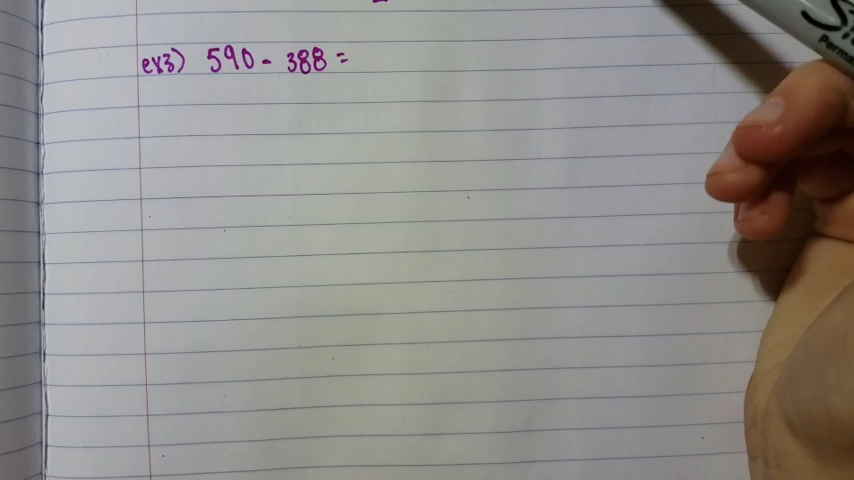 ex3) 590 - 388 =